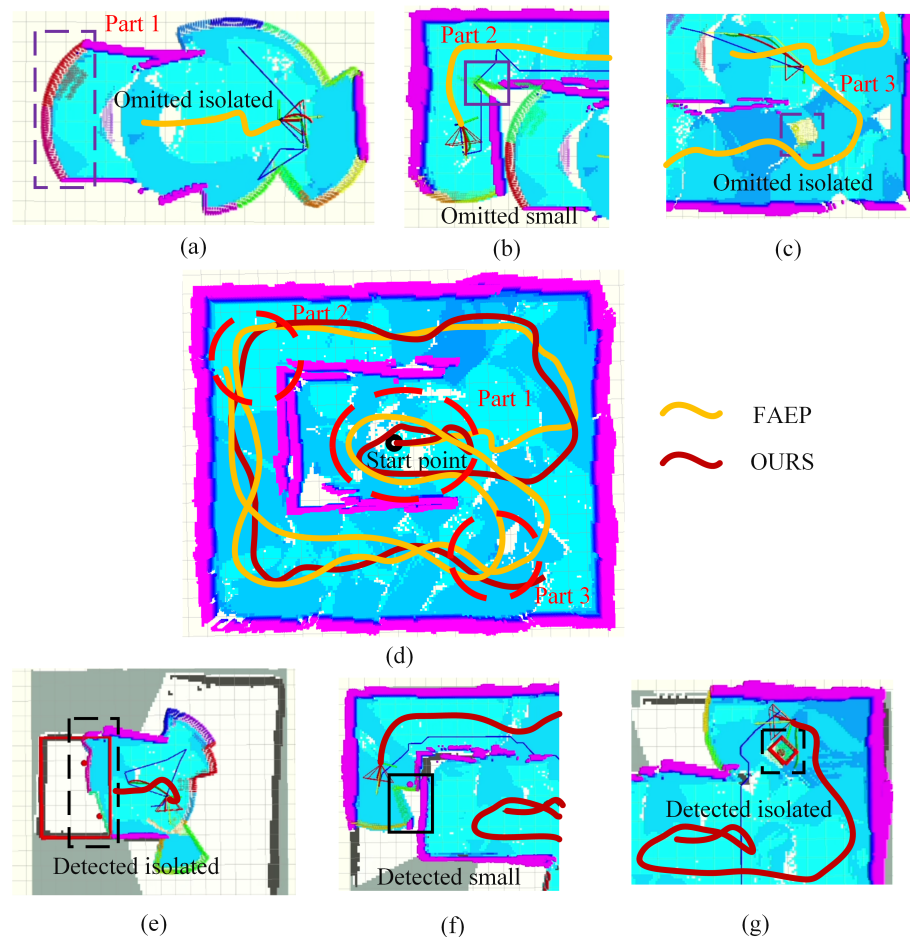 Part 1
Omitted isolated
(a)
Part 2
Omitted small
(b)
Part 3
Omitted isolated
(c)
Part 2
Part 1
Start point
Part 3
(d)
FAEP
OURS
Detected isolated
(e)
Detected small
(f)
Detected isolated
(g)